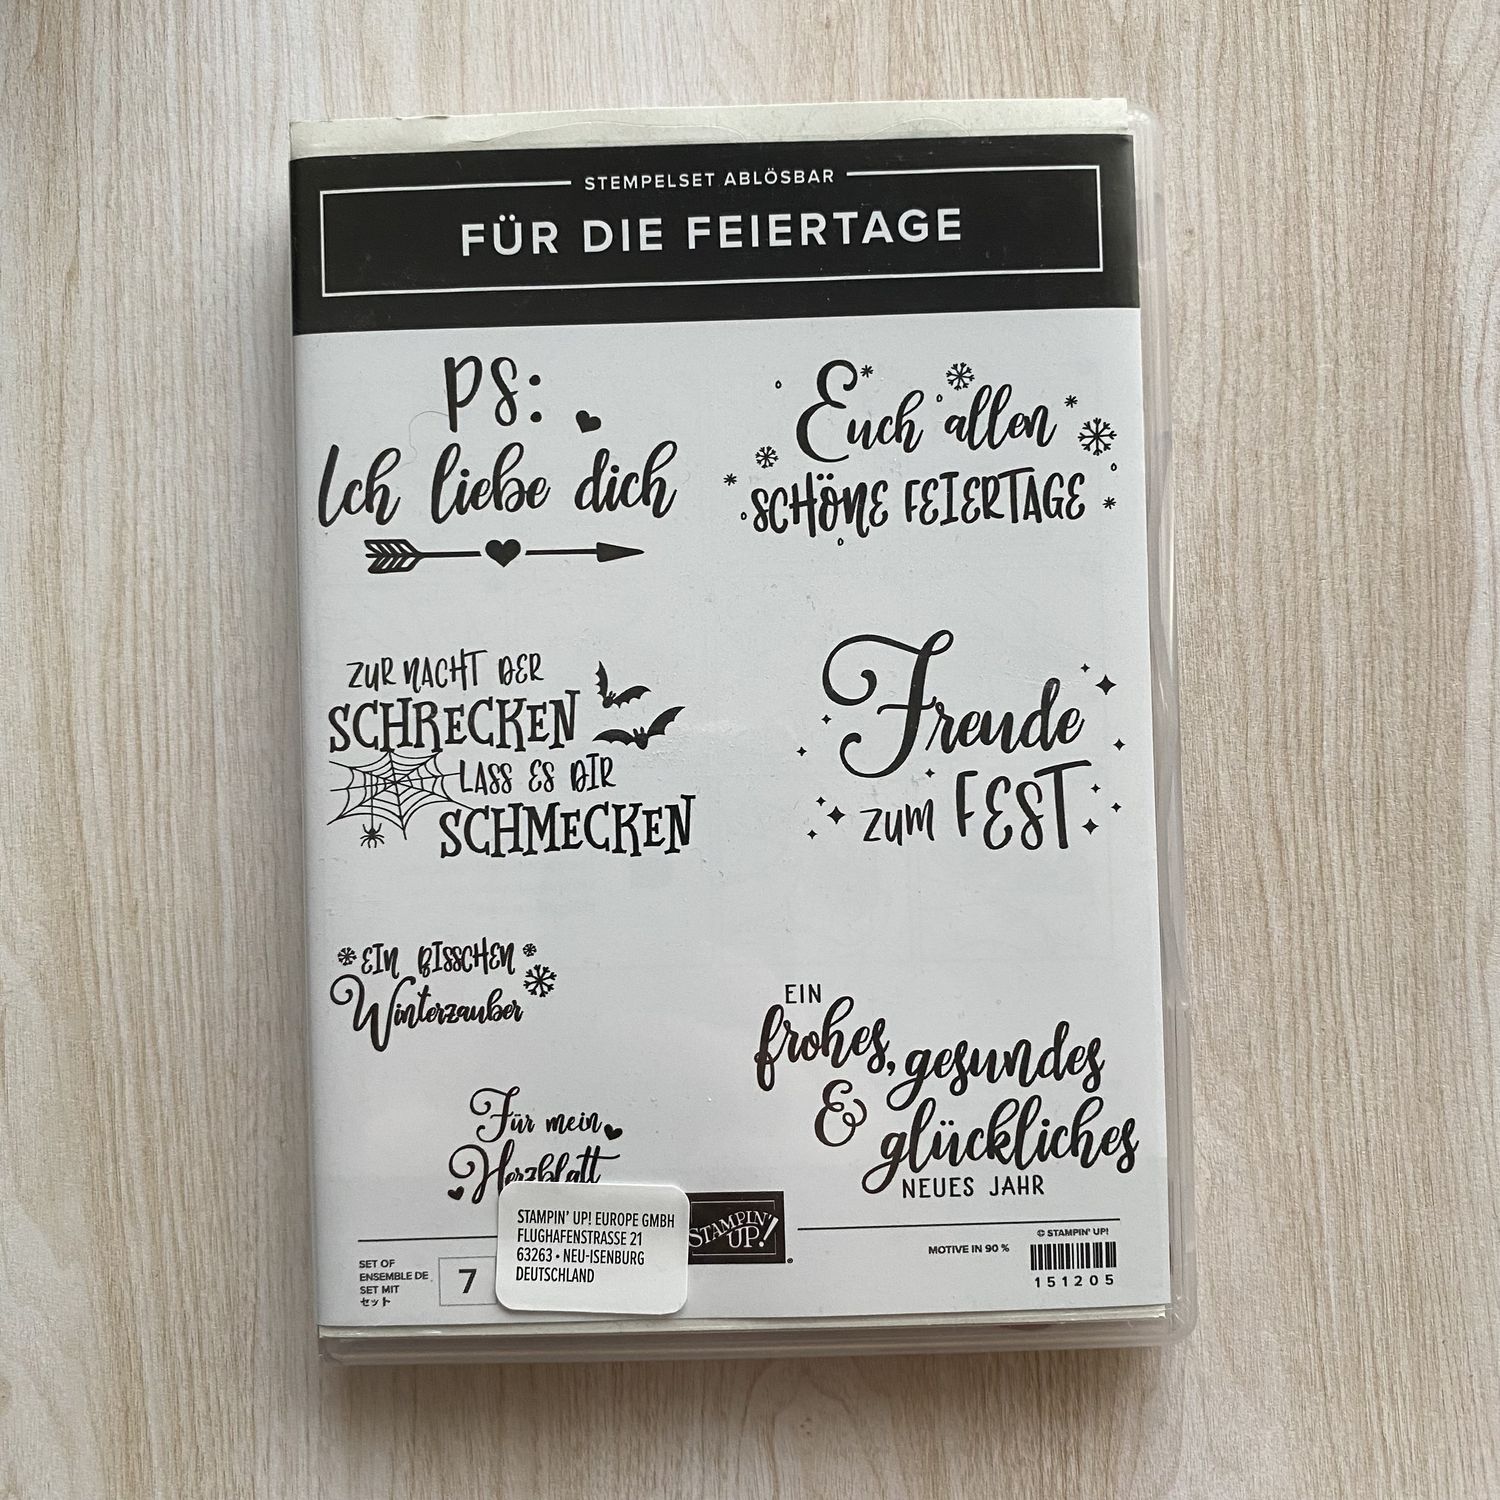 STEMPELSET ABLÖSBAR
FÜR DIE FEIERTAGE
PS:
Ich liebe dich
Euch allen
SCHÖNE FEIERTAGE
ZUR NACHT DER
SCHRECKEN
LASS ES DIR
SCHMECKEN
Freude
ZUM FEST
EIN BISSCHEN
Winterzauber
Für mein
Herzblatt
EIN
frohes, gesundes
& glückliches
NEUES JAHR
STAMPIN' UP! EUROPE GMBH
FLUGHAFENSTRASSE 21
63263 • NEU-ISENBURG
DEUTSCHLAND
SET OF
ENSEMBLE DE
SET MIT
セット
7
STAMPIN'
UP!®
MOTIVE IN 90 %
© STAMPIN' UP!
151205